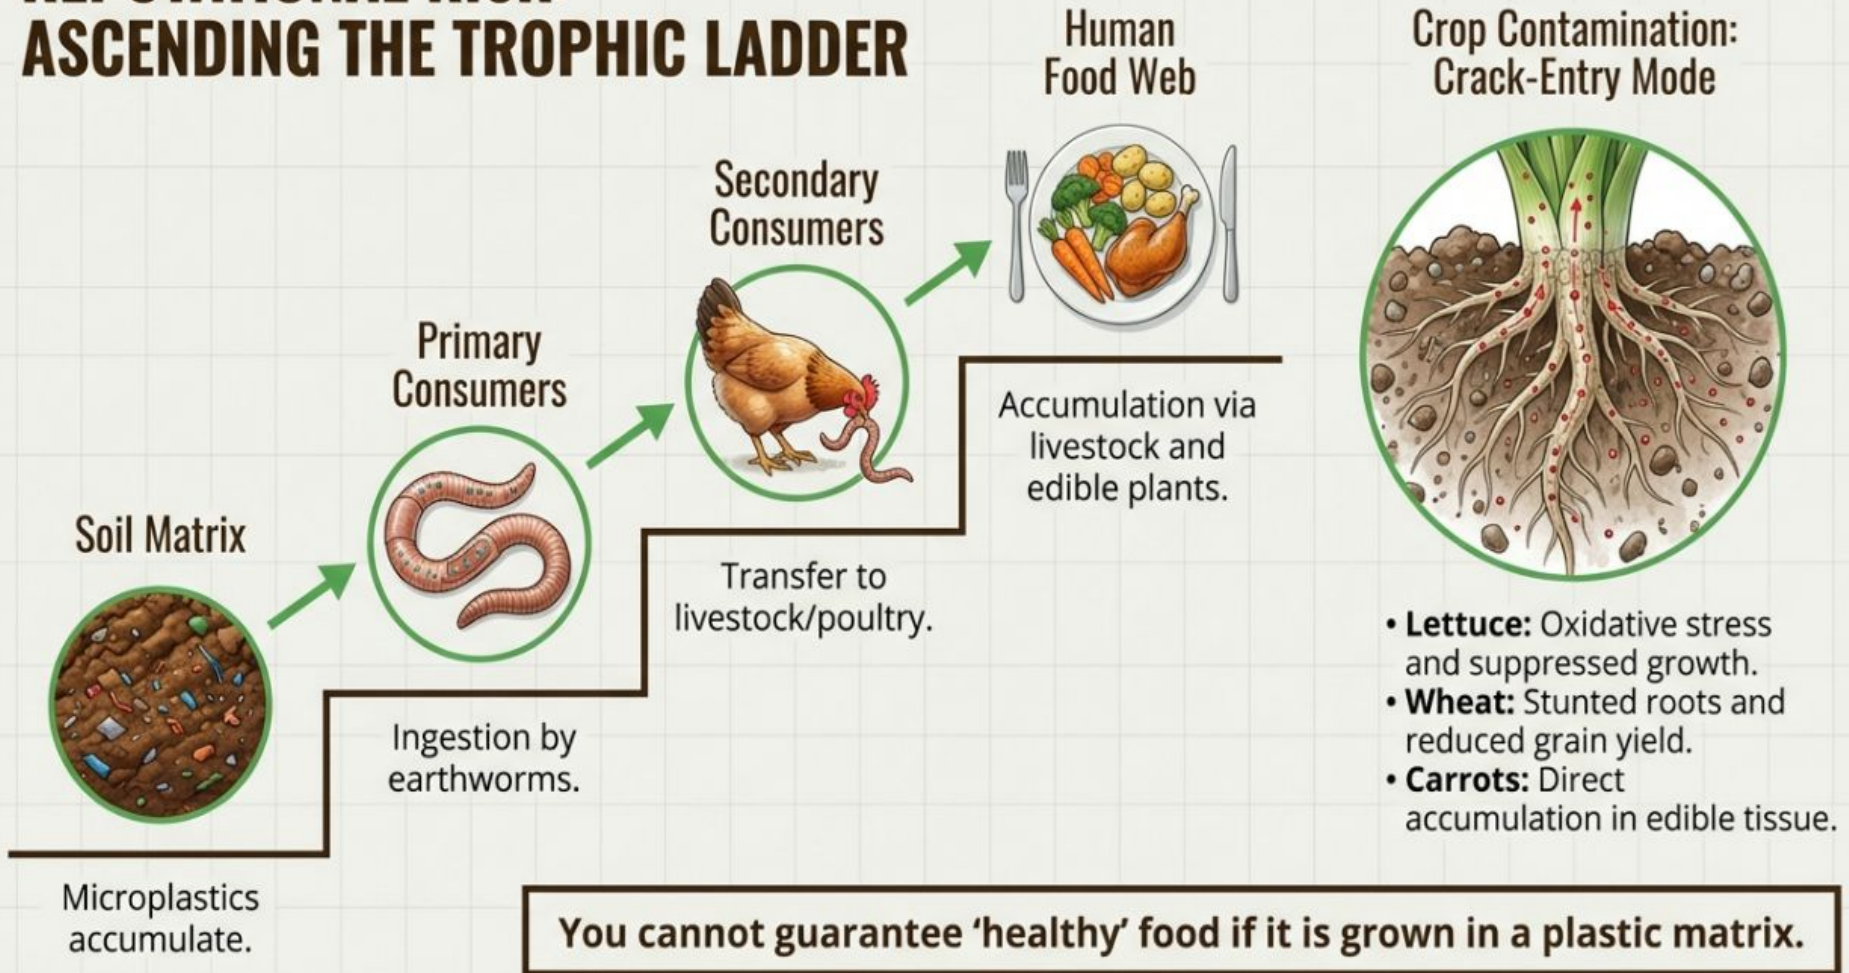 ASCENDING THE TROPHIC LADDER
Soil Matrix
Microplastics
accumulate.
Primary
Consumers
Ingestion by
earthworms.
Secondary
Consumers
Transfer to
livestock/poultry.
Human
Food Web
Accumulation via
livestock and
edible plants.
Crop Contamination:
Crack-Entry Mode
• Lettuce: Oxidative stress
and suppressed growth.
• Wheat: Stunted roots and
reduced grain yield.
• Carrots: Direct
accumulation in edible tissue.
You cannot guarantee ‘healthy’ food if it is grown in a plastic matrix.